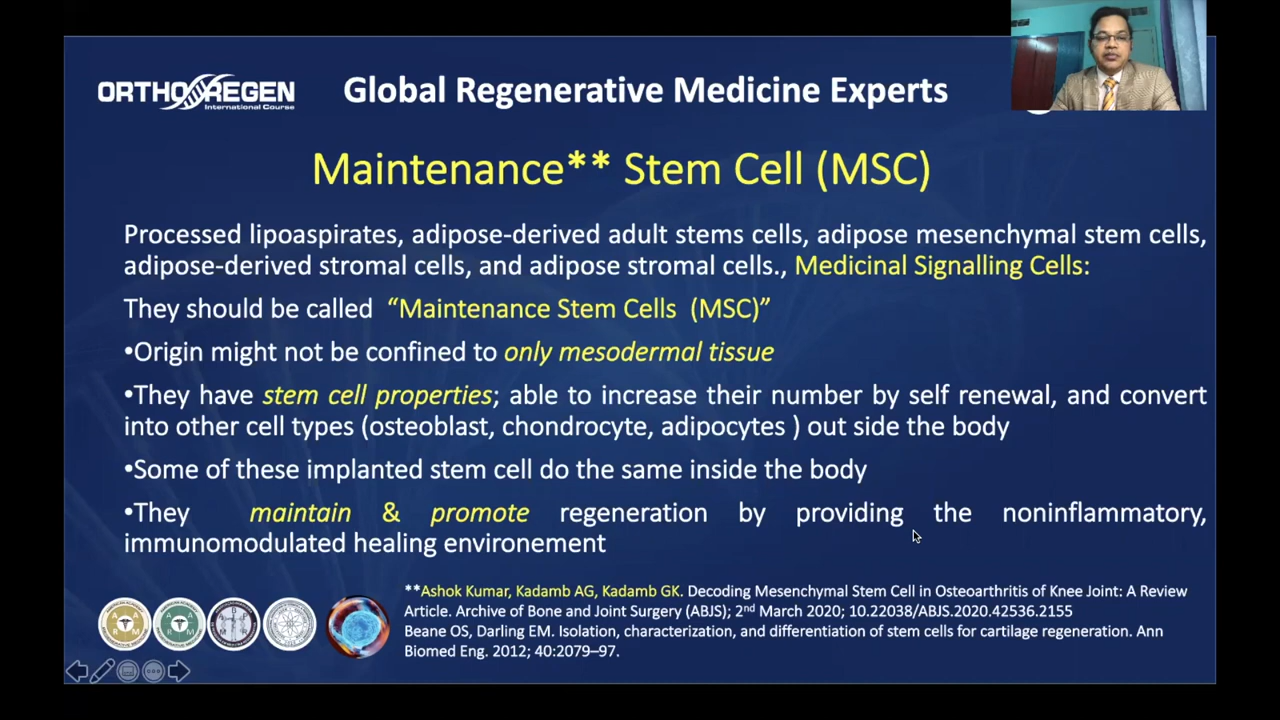 ORTHO REGEN
International Course
Global Regenerative Medicine Experts
Maintenance** Stem Cell (MSC)
Processed lipoaspirates, adipose-derived adult stems cells, adipose mesenchymal stem cells,
adipose-derived stromal cells, and adipose stromal cells., Medicinal Signalling Cells:
They should be called “Maintenance Stem Cells (MSC)”
•Origin might not be confined to only mesodermal tissue
•They have stem cell properties; able to increase their number by self renewal, and convert
into other cell types (osteoblast, chondrocyte, adipocytes ) out side the body
•Some of these implanted stem cell do the same inside the body
•They maintain & promote regeneration by providing the noninflammatory,
immunomodulated healing environement
**Ashok Kumar, Kadamb AG, Kadamb GK. Decoding Mesenchymal Stem Cell in Osteoarthritis of Knee Joint: A Review
Article. Archive of Bone and Joint Surgery (ABJS); 2nd March 2020; 10.22038/ABJS.2020.42536.2155
Beane OS, Darling EM. Isolation, characterization, and differentiation of stem cells for cartilage regeneration. Ann
Biomed Eng. 2012; 40:2079–97.